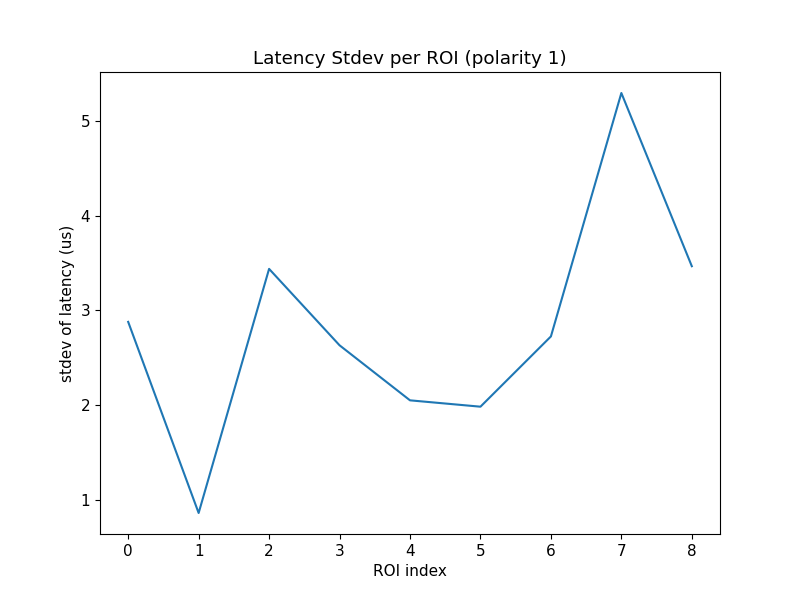 Latency Stdev per ROI (polarity 1)
stdev of latency (us)
5
4
3
2
1
0 1 2 3 4 5 6 7 8
ROI index